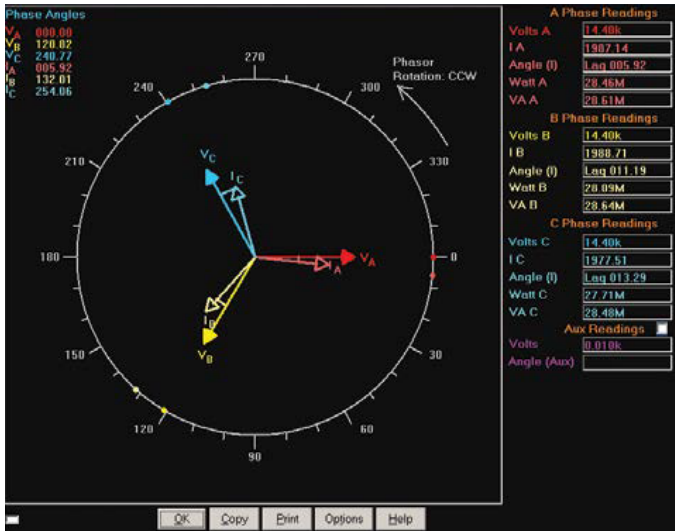 Phase Angles
VA 000.00
VB 120.02
VC 240.77
IA 005.92
IB 132.01
IC 254.06
270
Phasor
Rotation: CCW
240
300
210
330
VC
IC
180
VA
0
IA
IB
VB
150
30
120
60
90
A Phase Readings
Volts A 14.40k
I A 1987.14
Angle (I) Lag 005.92
Watt A 28.46M
VA A 28.61M
B Phase Readings
Volts B 14.40k
I B 1988.71
Angle (I) Lag 011.19
Watt B 28.09M
VA B 28.64M
C Phase Readings
Volts C 14.40k
I C 1977.51
Angle (I) Lag 013.29
Watt C 27.71M
VA C 28.48M
Aux Readings
Volts 0.010k
Angle (Aux)
OK Copy Print Options Help